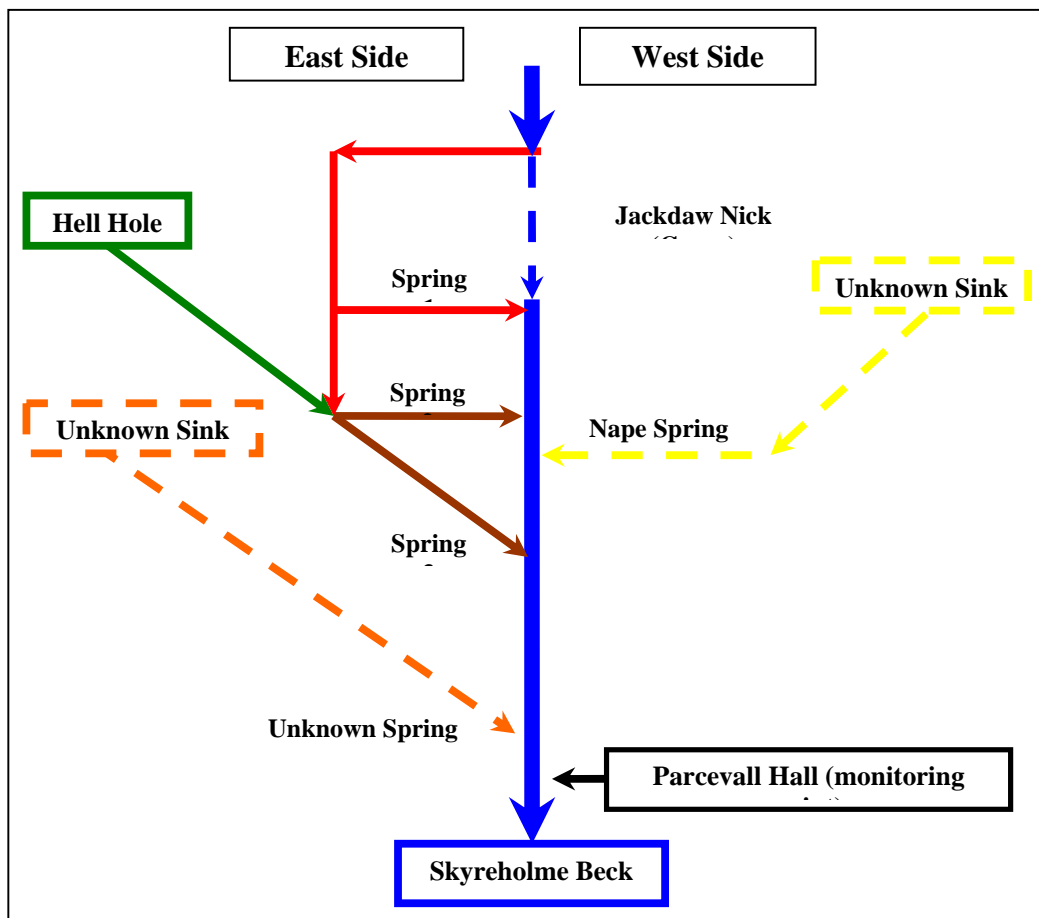 East Side
West Side
Hell Hole
Jackdaw Nick
Spring
Unknown Sink
Spring
Unknown Sink
Nape Spring
Spring
Unknown Spring
Parcevall Hall (monitoring
Skyreholme Beck